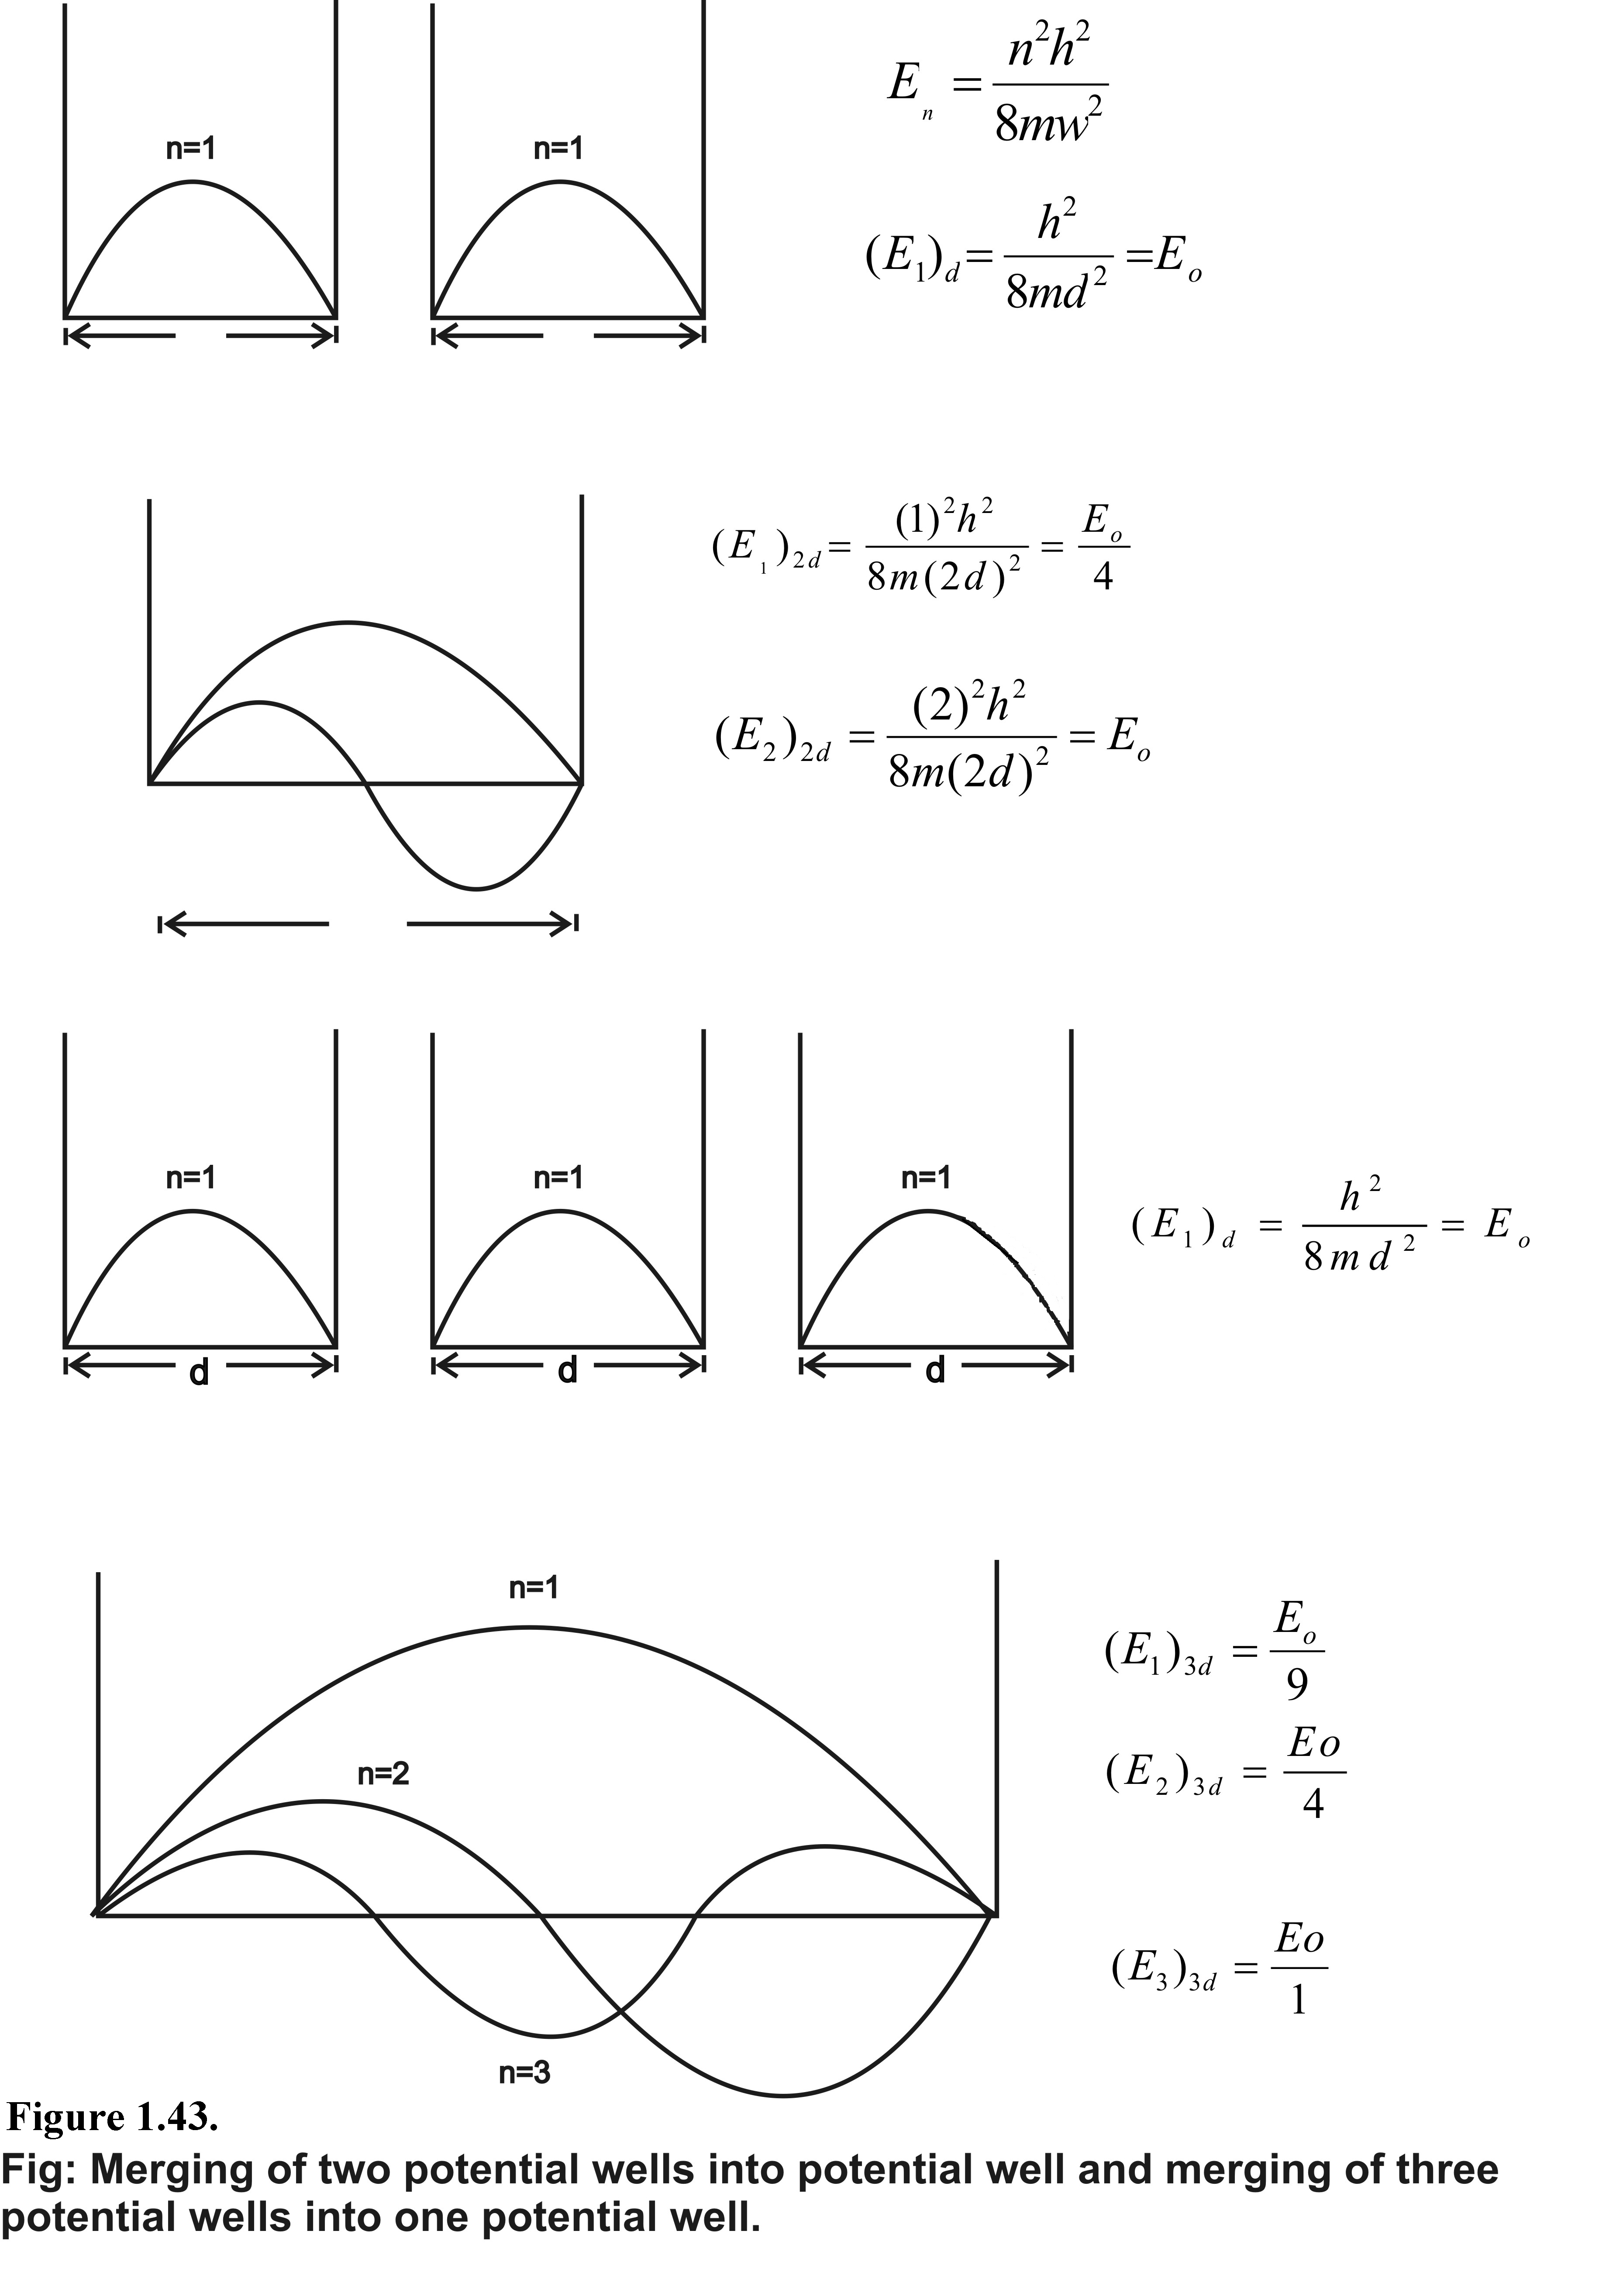 n=1 n=1
E_n = n²h² / 8mw²
(E₁)_d = h² / 8md² = E_o
(E₁)_2d = (1)²h² / 8m(2d)² = E_o / 4
(E₂)_2d = (2)²h² / 8m(2d)² = E_o
n=1 n=1 n=1
(E₁)_d = h² / 8md² = E_o
d d d
n=1
(E₁)_3d = E_o / 9
n=2
(E₂)_3d = Eo / 4
(E₃)_3d = Eo / 1
n=3
Figure 1.43.
Fig: Merging of two potential wells into potential well and merging of three
potential wells into one potential well.